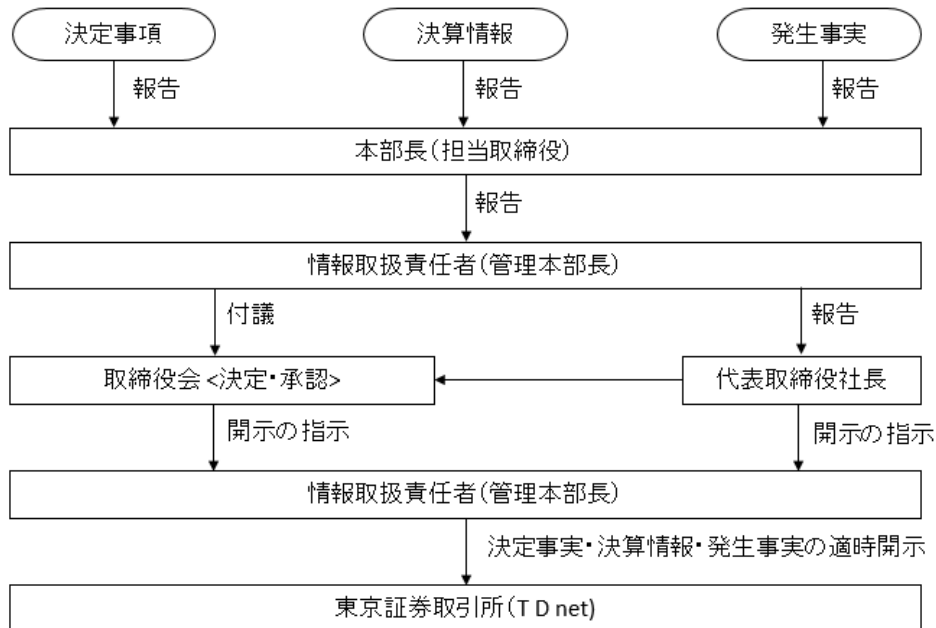 決定事項
決算情報
発生事実
報告
報告
報告
本部長(担当取締役)
報告
情報取扱責任者(管理本部長)
付議
報告
取締役会<決定・承認>
代表取締役社長
開示の指示
開示の指示
情報取扱責任者(管理本部長)
決定事実・決算情報・発生事実の適時開示
東京証券取引所(T D net)